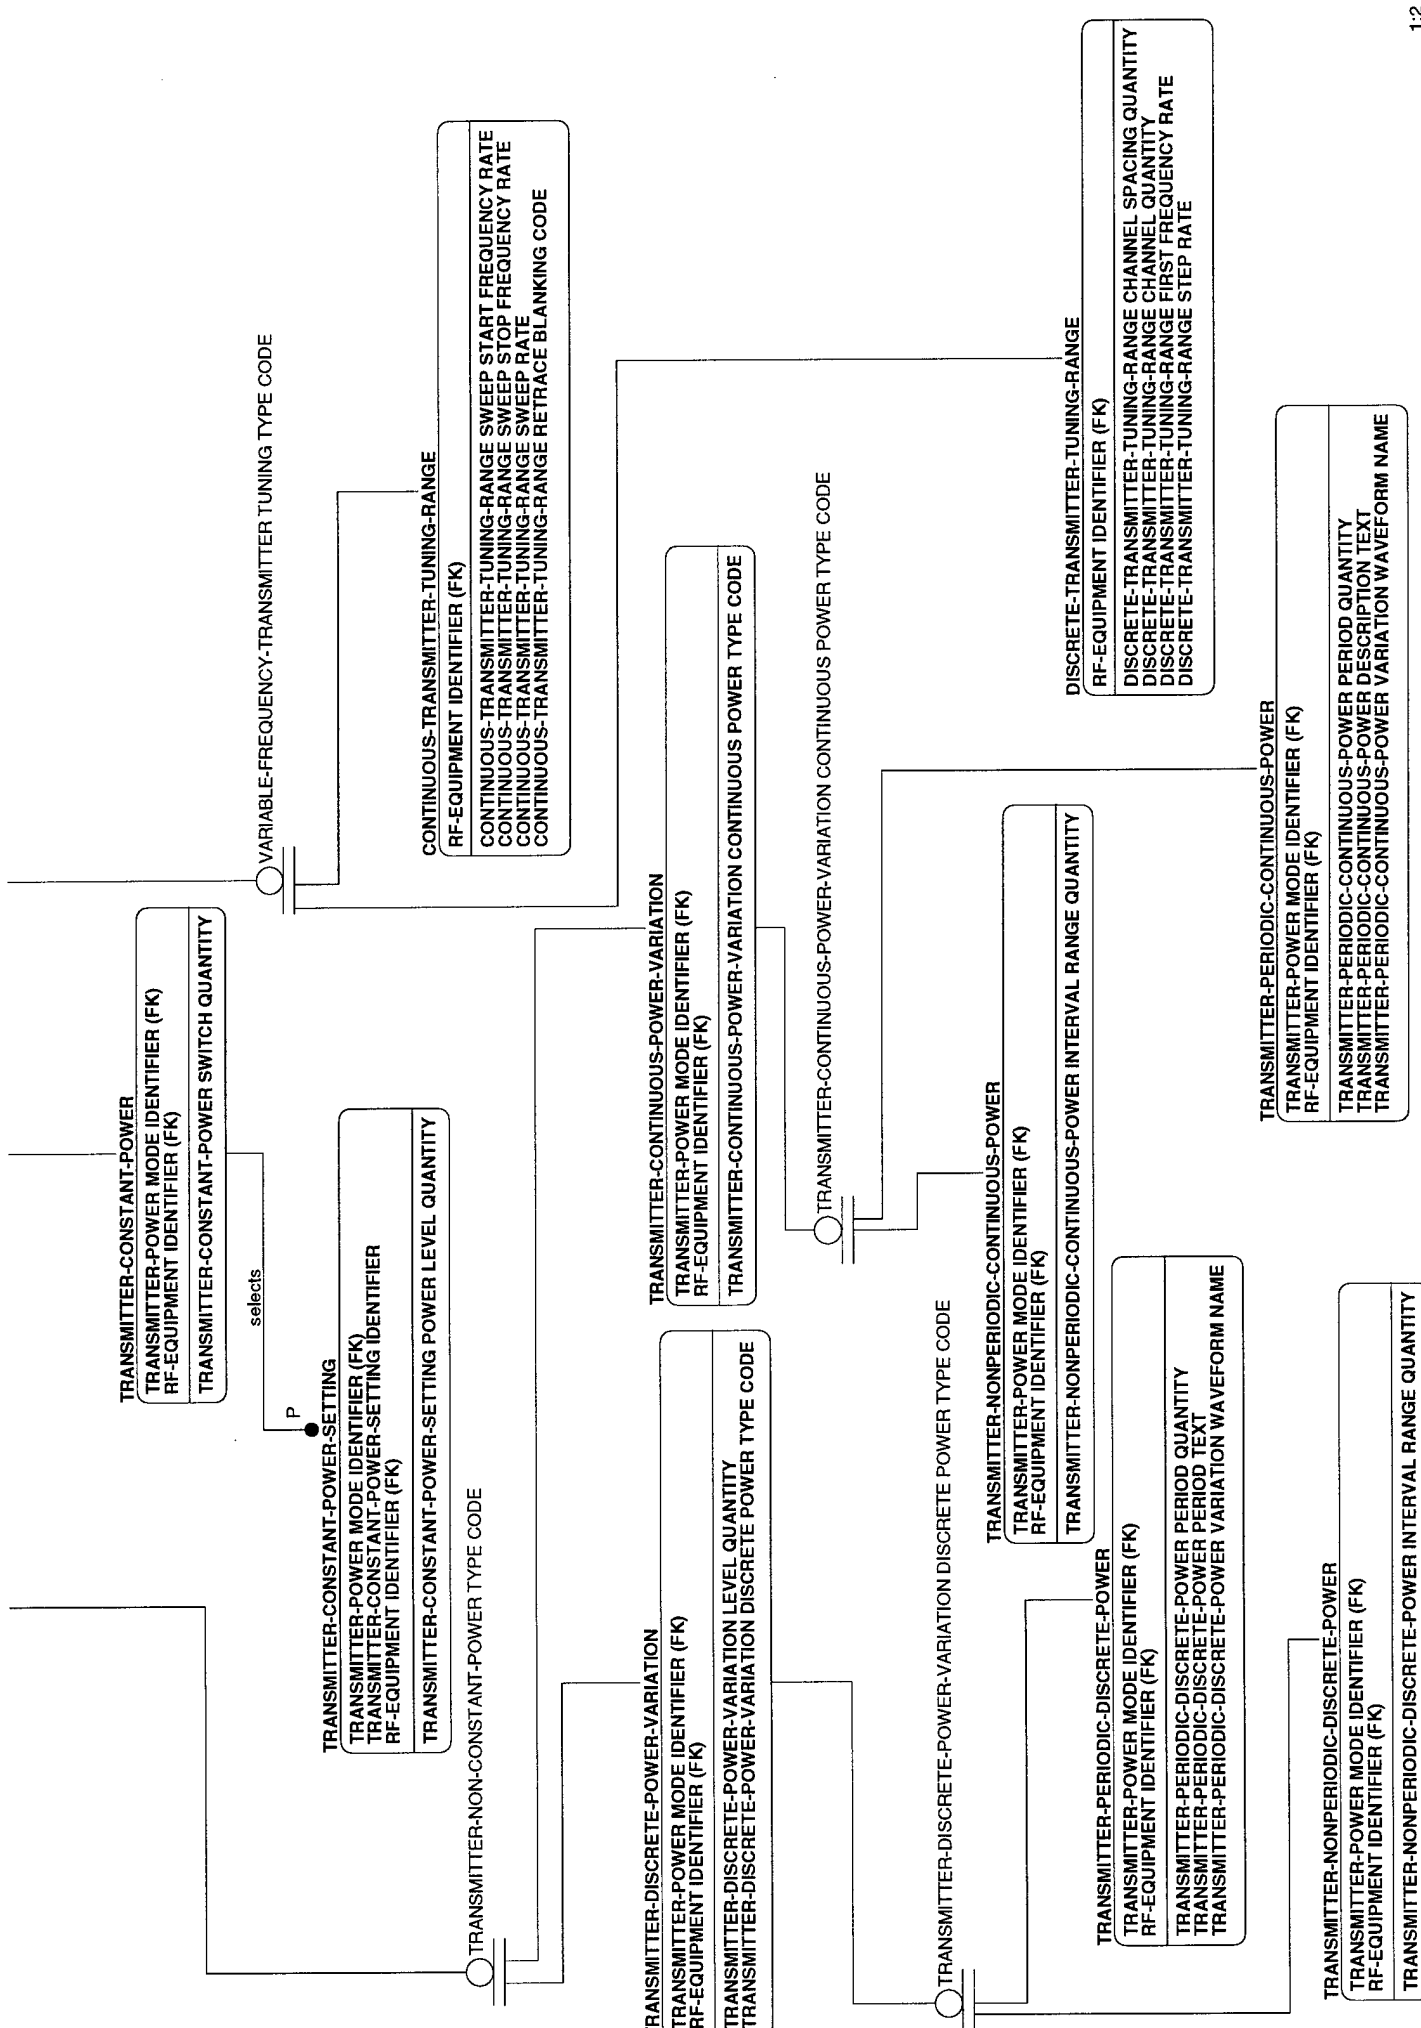 TRANSMITTER-CONSTANT-POWER
TRANSMITTER-POWER MODE IDENTIFIER (FK)
RF-EQUIPMENT IDENTIFIER (FK)
TRANSMITTER-CONSTANT-POWER SWITCH QUANTITY
selects
P
VARIABLE-FREQUENCY-TRANSMITTER TUNING TYPE CODE
TRANSMITTER-CONSTANT-POWER-SETTING
TRANSMITTER-POWER MODE IDENTIFIER (FK)
TRANSMITTER-CONSTANT-POWER-SETTING IDENTIFIER
RF-EQUIPMENT IDENTIFIER (FK)
TRANSMITTER-CONSTANT-POWER-SETTING POWER LEVEL QUANTITY
CONTINUOUS-TRANSMITTER-TUNING-RANGE
RF-EQUIPMENT IDENTIFIER (FK)
CONTINUOUS-TRANSMITTER-TUNING-RANGE SWEEP START FREQUENCY RATE
CONTINUOUS-TRANSMITTER-TUNING-RANGE SWEEP STOP FREQUENCY RATE
CONTINUOUS-TRANSMITTER-TUNING-RANGE SWEEP RATE
CONTINUOUS-TRANSMITTER-TUNING-RANGE RETRACE BLANKING CODE
TRANSMITTER-NON-CONSTANT-POWER TYPE CODE
TRANSMITTER-DISCRETE-POWER-VARIATION
TRANSMITTER-POWER MODE IDENTIFIER (FK)
RF-EQUIPMENT IDENTIFIER (FK)
TRANSMITTER-DISCRETE-POWER-VARIATION LEVEL QUANTITY
TRANSMITTER-DISCRETE-POWER-VARIATION DISCRETE POWER TYPE CODE
TRANSMITTER-CONTINUOUS-POWER-VARIATION
TRANSMITTER-POWER MODE IDENTIFIER (FK)
RF-EQUIPMENT IDENTIFIER (FK)
TRANSMITTER-CONTINUOUS-POWER-VARIATION CONTINUOUS POWER TYPE CODE
TRANSMITTER-CONTINUOUS-POWER-VARIATION CONTINUOUS POWER TYPE CODE
TRANSMITTER-DISCRETE-POWER-VARIATION DISCRETE POWER TYPE CODE
TRANSMITTER-NONPERIODIC-CONTINUOUS-POWER
TRANSMITTER-POWER MODE IDENTIFIER (FK)
RF-EQUIPMENT IDENTIFIER (FK)
TRANSMITTER-NONPERIODIC-CONTINUOUS-POWER INTERVAL RANGE QUANTITY
DISCRETE-TRANSMITTER-TUNING-RANGE
RF-EQUIPMENT IDENTIFIER (FK)
DISCRETE-TRANSMITTER-TUNING-RANGE CHANNEL SPACING QUANTITY
DISCRETE-TRANSMITTER-TUNING-RANGE CHANNEL QUANTITY
DISCRETE-TRANSMITTER-TUNING-RANGE FIRST FREQUENCY RATE
DISCRETE-TRANSMITTER-TUNING-RANGE STEP RATE
TRANSMITTER-PERIODIC-DISCRETE-POWER
TRANSMITTER-POWER MODE IDENTIFIER (FK)
RF-EQUIPMENT IDENTIFIER (FK)
TRANSMITTER-PERIODIC-DISCRETE-POWER PERIOD QUANTITY
TRANSMITTER-PERIODIC-DISCRETE-POWER PERIOD TEXT
TRANSMITTER-PERIODIC-DISCRETE-POWER VARIATION WAVEFORM NAME
TRANSMITTER-PERIODIC-CONTINUOUS-POWER
TRANSMITTER-POWER MODE IDENTIFIER (FK)
RF-EQUIPMENT IDENTIFIER (FK)
TRANSMITTER-PERIODIC-CONTINUOUS-POWER PERIOD QUANTITY
TRANSMITTER-PERIODIC-CONTINUOUS-POWER DESCRIPTION TEXT
TRANSMITTER-PERIODIC-CONTINUOUS-POWER VARIATION WAVEFORM NAME
TRANSMITTER-NONPERIODIC-DISCRETE-POWER
TRANSMITTER-POWER MODE IDENTIFIER (FK)
RF-EQUIPMENT IDENTIFIER (FK)
TRANSMITTER-NONPERIODIC-DISCRETE-POWER INTERVAL RANGE QUANTITY